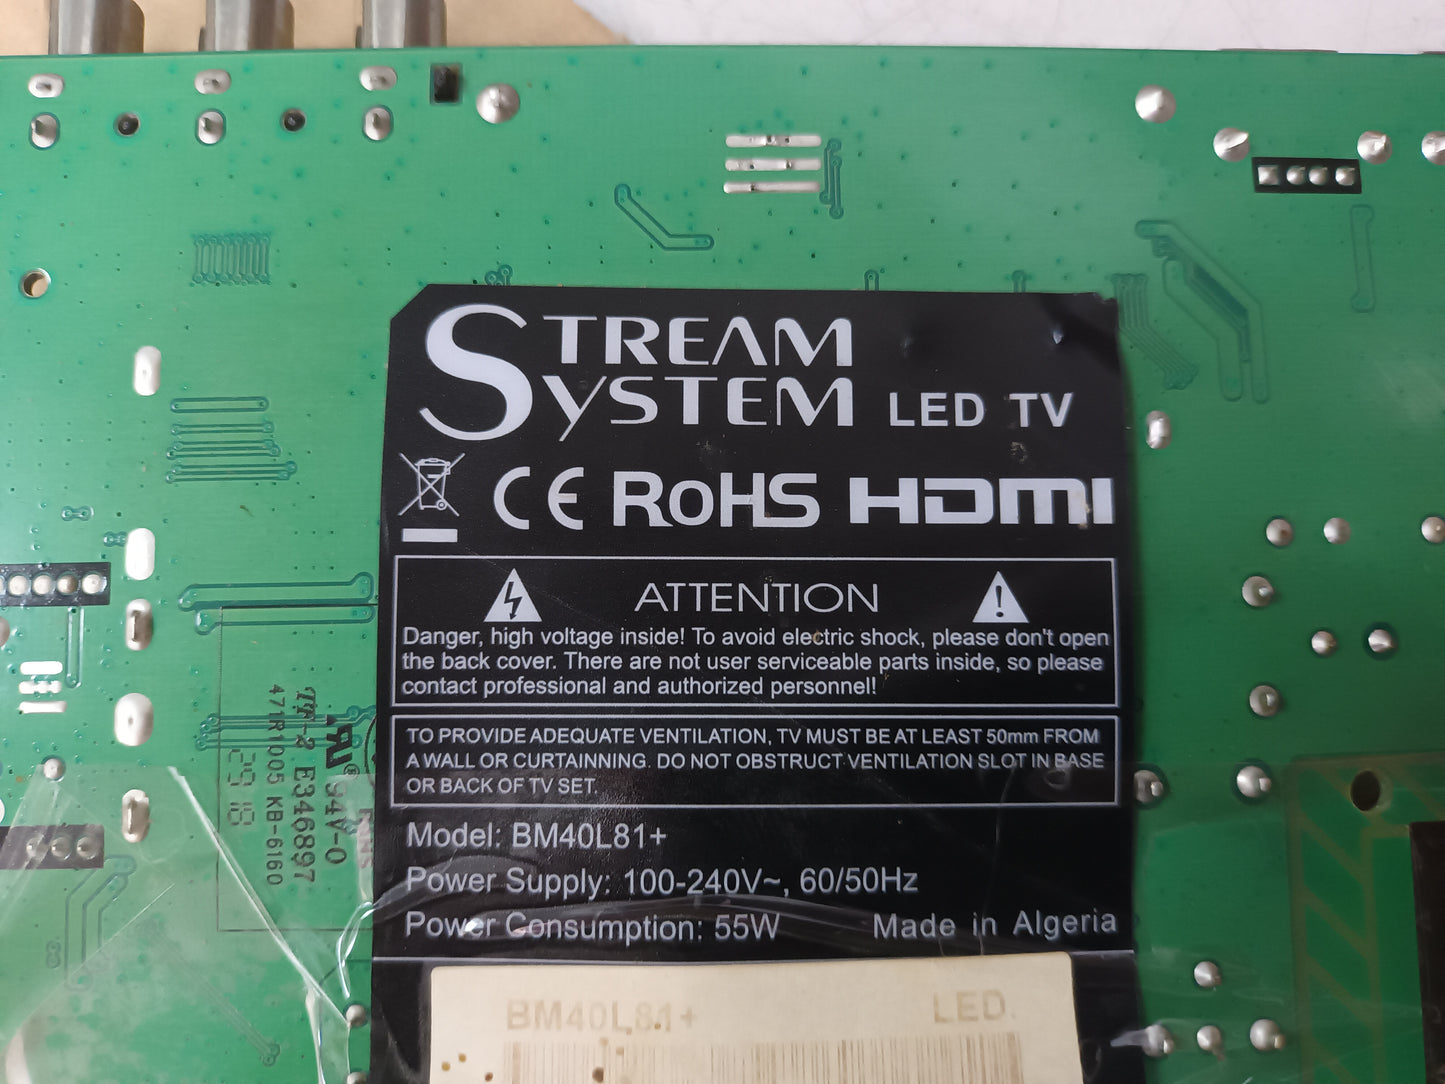 STREAM
SYSTEM LED TV
CE RoHS HDMI
ATTENTION
Danger, high voltage inside! To avoid electric shock, please don't open
the back cover. There are not user serviceable parts inside, so please
contact professional and authorized personnel!
TO PROVIDE ADEQUATE VENTILATION, TV MUST BE AT LEAST 50mm FROM
A WALL OR CURTAINNING. DO NOT OBSTRUCT VENTILATION SLOT IN BASE
OR BACK OF TV SET.
Model: BM40L81+
Power Supply: 100-240V~, 60/50Hz
Power Consumption: 55W Made in Algeria
BM40L81+ LED.
94V-0
E346897
471R1005 KB-6160
2918